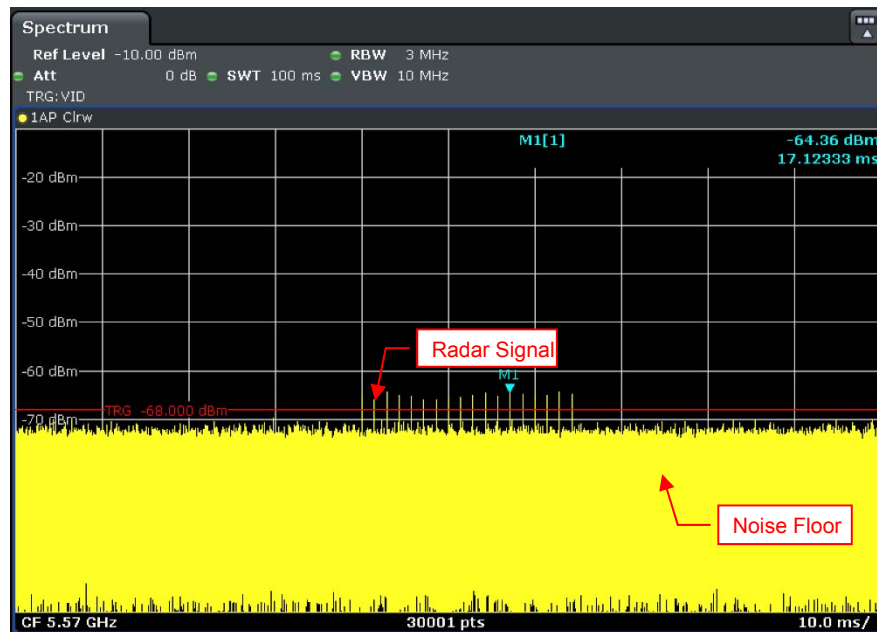 Spectrum
Ref Level -10.00 dBm RBW 3 MHz
Att 0 dB SWT 100 ms VBW 10 MHz
TRG:VID
1AP Clrw
M1[1] -64.36 dBm
17.12333 ms
-20 dBm
-30 dBm
-40 dBm
-50 dBm
Radar Signal
-60 dBm
M1
TRG -68.000 dBm
-70 dBm
Noise Floor
CF 5.57 GHz 30001 pts 10.0 ms/